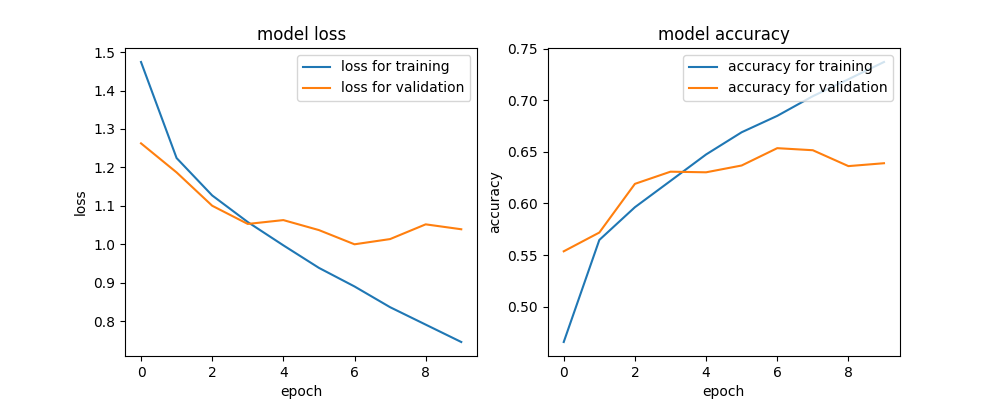 model loss
loss for training
loss for validation
1.5
1.4
1.3
1.2
1.1
1.0
0.9
0.8
loss
0 2 4 6 8
epoch
model accuracy
accuracy for training
accuracy for validation
0.75
0.70
0.65
0.60
0.55
0.50
accuracy
0 2 4 6 8
epoch